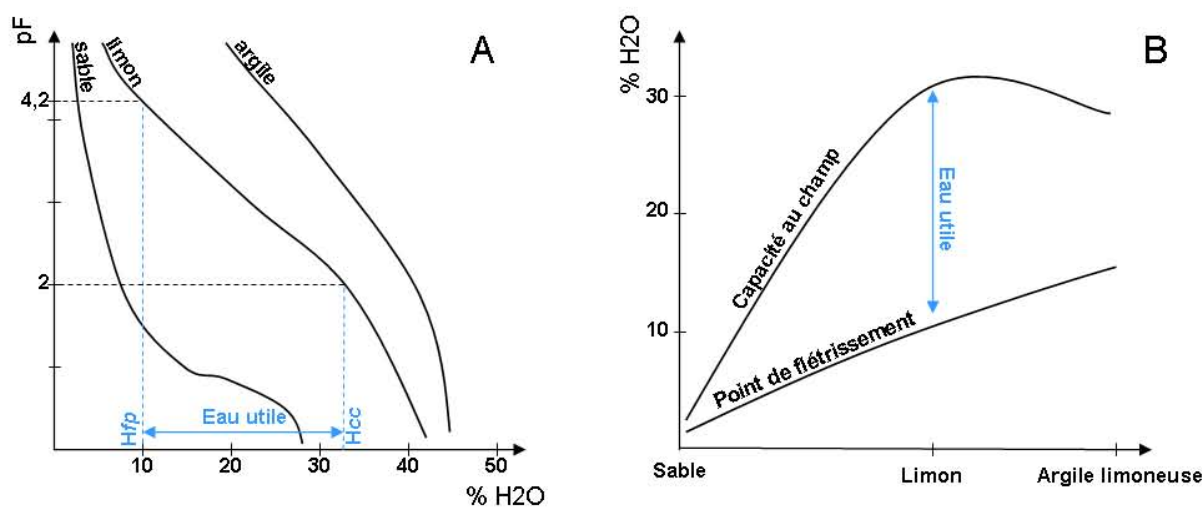 A
pF
sable
limon
argile
4,2
2
Hfp
Eau utile
Hcc
10
20
30
40
50
% H2O
B
% H2O
30
20
10
Capacité au champ
Eau utile
Point de flétrissement
Sable
Limon
Argile limoneuse